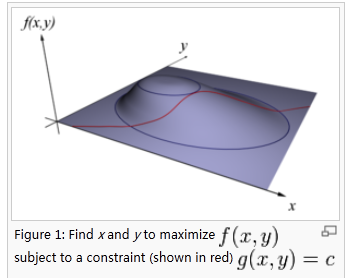 f(x,y)
y
x
Figure 1: Find x and y to maximize f(x, y)
subject to a constraint (shown in red) g(x, y) = c